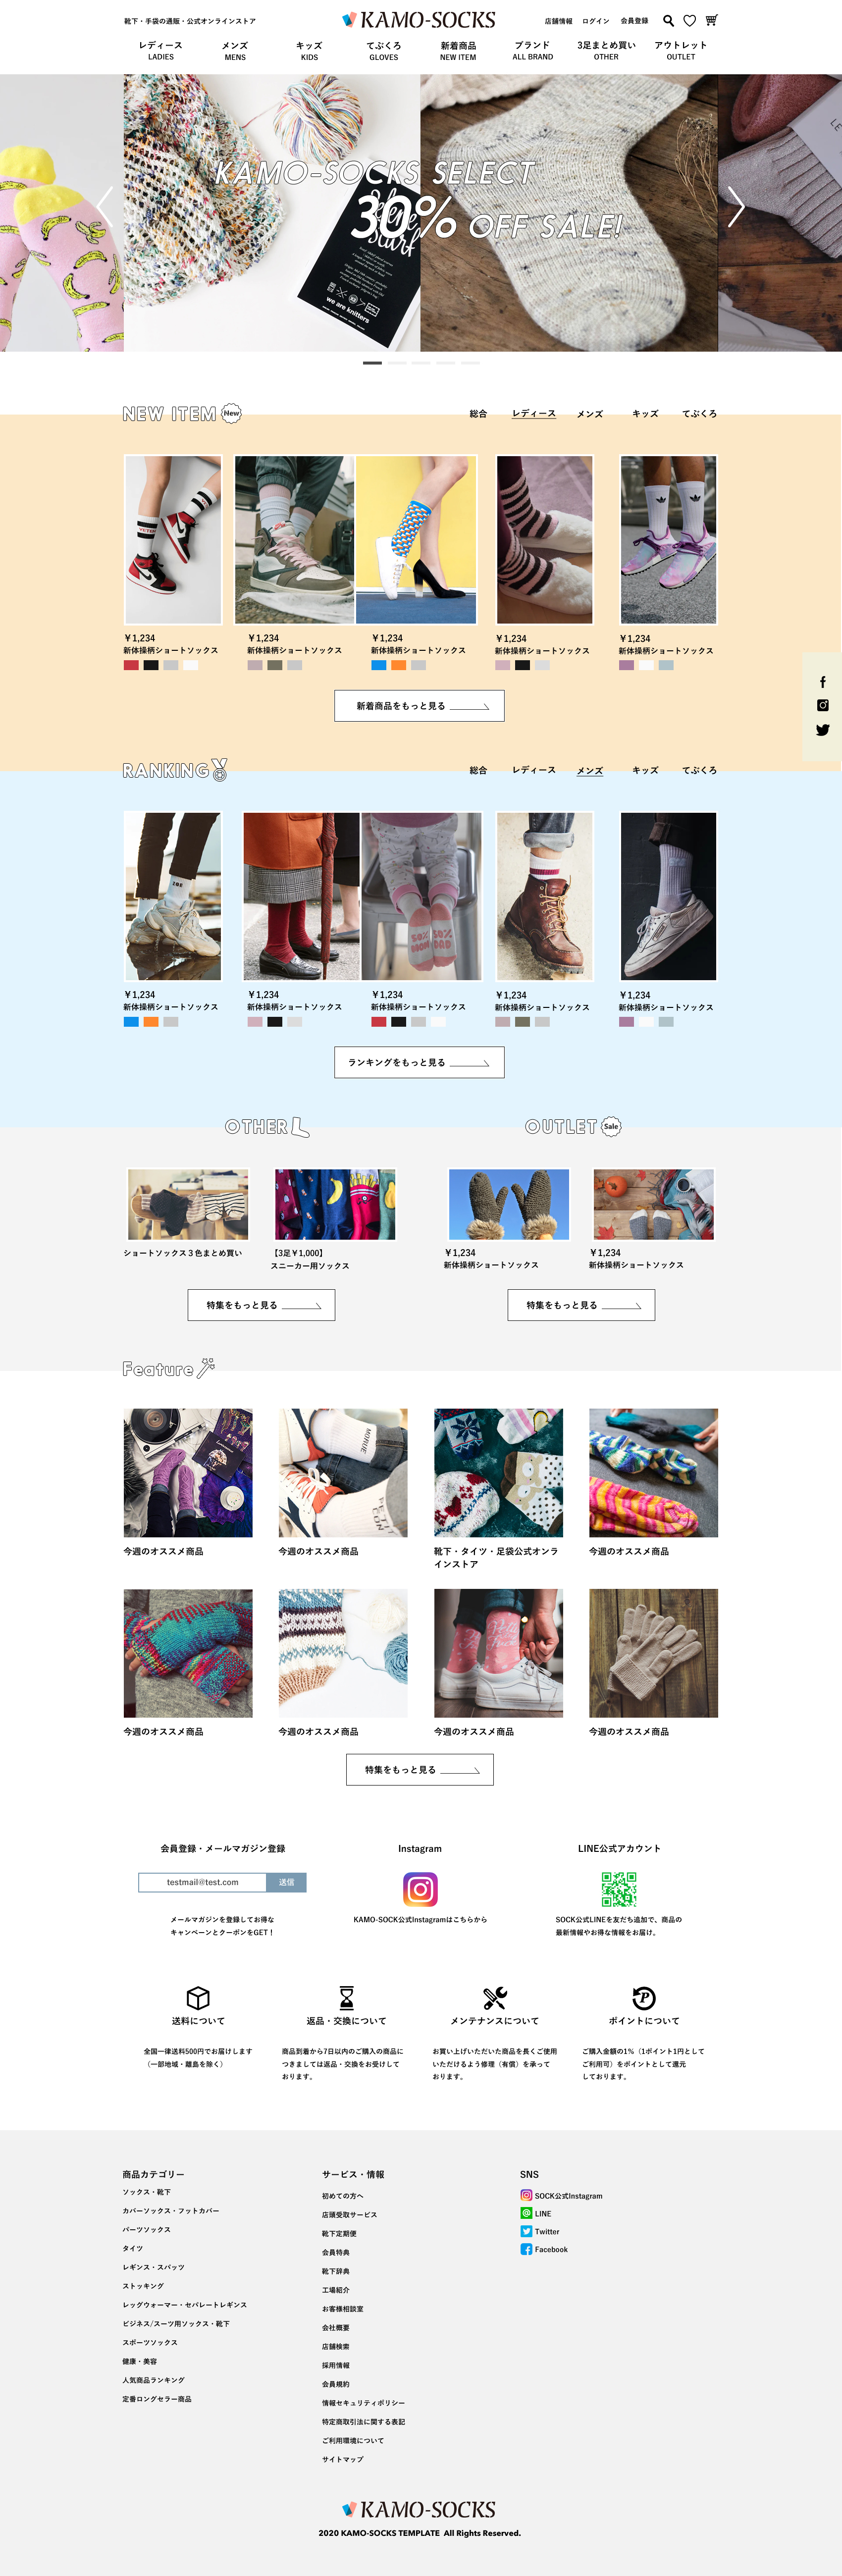 靴下・手袋の通販・公式オンラインストア
KAMO-SOCKS
店舗情報 ログイン 会員登録
レディース メンズ キッズ てぶくろ 新着商品 ブランド 3足まとめ買い アウトレット
LADIES MENS KIDS GLOVES NEW ITEM ALL BRAND OTHER OUTLET
KAMO-SOCKS SELECT
30% OFF SALE!
we are knitters
NEW ITEM New
総合 レディース メンズ キッズ てぶくろ
￥1,234 ￥1,234 ￥1,234 ￥1,234 ￥1,234
新体操柄ショートソックス 新体操柄ショートソックス 新体操柄ショートソックス 新体操柄ショートソックス 新体操柄ショートソックス
新着商品をもっと見る
RANKING
総合 レディース メンズ キッズ てぶくろ
￥1,234 ￥1,234 ￥1,234 ￥1,234 ￥1,234
新体操柄ショートソックス 新体操柄ショートソックス 新体操柄ショートソックス 新体操柄ショートソックス 新体操柄ショートソックス
ランキングをもっと見る
OTHER
ショートソックス３色まとめ買い
【3足￥1,000】
スニーカー用ソックス
特集をもっと見る
OUTLET Sale
￥1,234 ￥1,234
新体操柄ショートソックス 新体操柄ショートソックス
特集をもっと見る
Feature
今週のオススメ商品
今週のオススメ商品
靴下・タイツ・足袋公式オンラ
インストア
今週のオススメ商品
今週のオススメ商品
今週のオススメ商品
今週のオススメ商品
今週のオススメ商品
特集をもっと見る
会員登録・メールマガジン登録
testmail@test.com 送信
メールマガジンを登録してお得な
キャンペーンとクーポンをGET！
Instagram
KAMO-SOCK公式Instagramはこちらから
LINE公式アカウント
SOCK公式LINEを友だち追加で、商品の
最新情報やお得な情報をお届け。
送料について
全国一律送料500円でお届けします
（一部地域・離島を除く）
返品・交換について
商品到着から7日以内のご購入の商品に
つきましては返品・交換をお受けして
おります。
メンテナンスについて
お買い上げいただいた商品を長くご使用
いただけるよう修理（有償）を承って
おります。
ポイントについて
ご購入金額の1%（1ポイント1円として
ご利用可）をポイントとして還元
しております。
商品カテゴリー
ソックス・靴下
カバーソックス・フットカバー
パーツソックス
タイツ
レギンス・スパッツ
ストッキング
レッグウォーマー・セパレートレギンス
ビジネス/スーツ用ソックス・靴下
スポーツソックス
健康・美容
人気商品ランキング
定番ロングセラー商品
サービス・情報
初めての方へ
店頭受取サービス
靴下定期便
会員特典
靴下辞典
工場紹介
お客様相談室
会社概要
店舗検索
採用情報
会員規約
情報セキュリティポリシー
特定商取引法に関する表記
ご利用環境について
サイトマップ
SNS
SOCK公式Instagram
LINE
Twitter
Facebook
KAMO-SOCKS
2020 KAMO-SOCKS TEMPLATE All Rights Reserved.